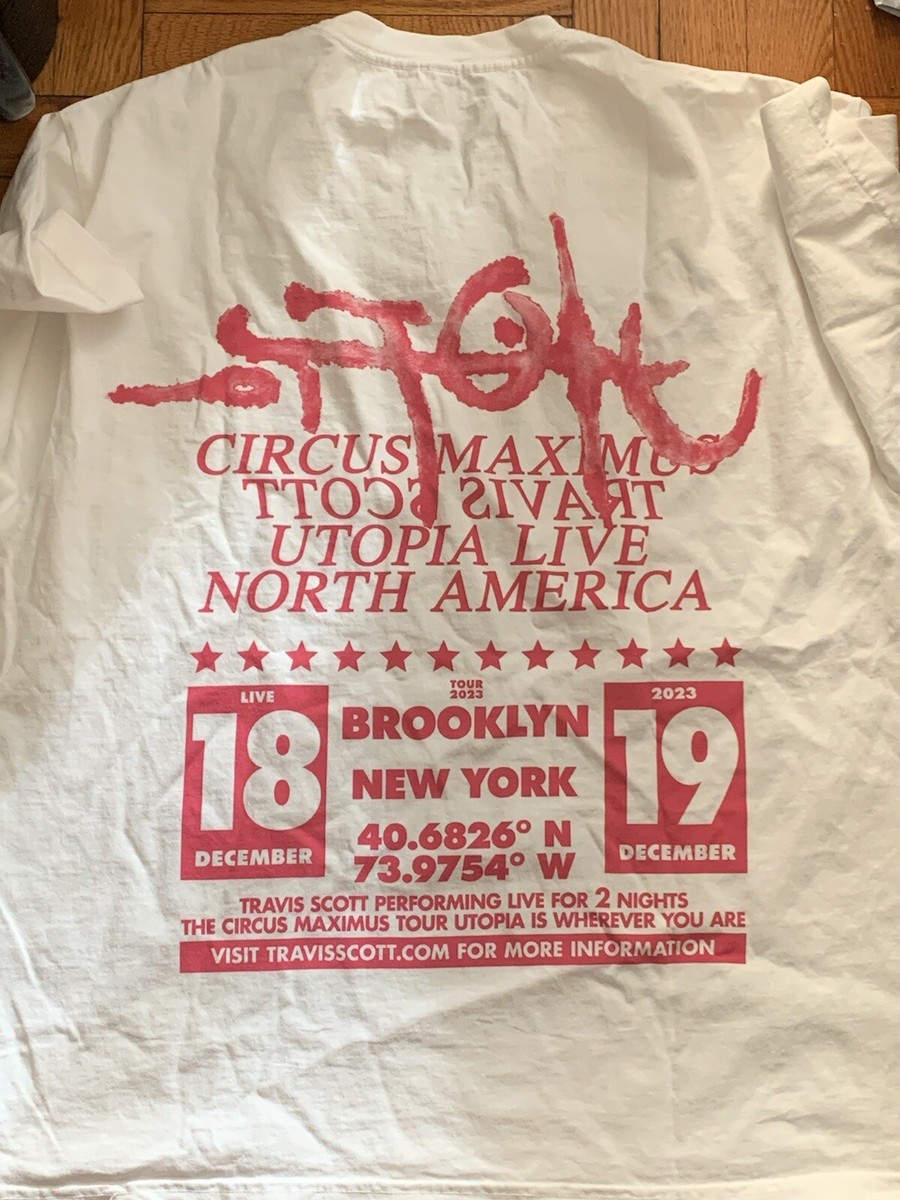 CIRCUS MAXIMUS
TRAVIS SCOTT
UTOPIA LIVE
NORTH AMERICA
TOUR
2023
LIVE
18
DECEMBER
BROOKLYN
NEW YORK
40.6826° N
73.9754° W
2023
19
DECEMBER
TRAVIS SCOTT PERFORMING LIVE FOR 2 NIGHTS
THE CIRCUS MAXIMUS TOUR UTOPIA IS WHEREVER YOU ARE
VISIT TRAVISSCOTT.COM FOR MORE INFORMATION